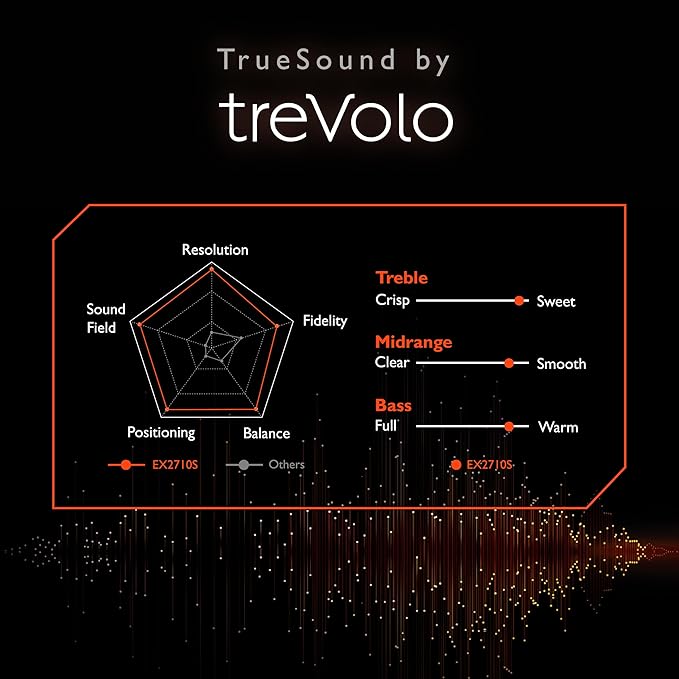 TrueSound by
treVolo
Resolution
Sound
Field
Fidelity
Positioning
Balance
EX2710S
Others
Treble
Crisp
Sweet
Midrange
Clear
Smooth
Bass
Full
Warm
EX2710S